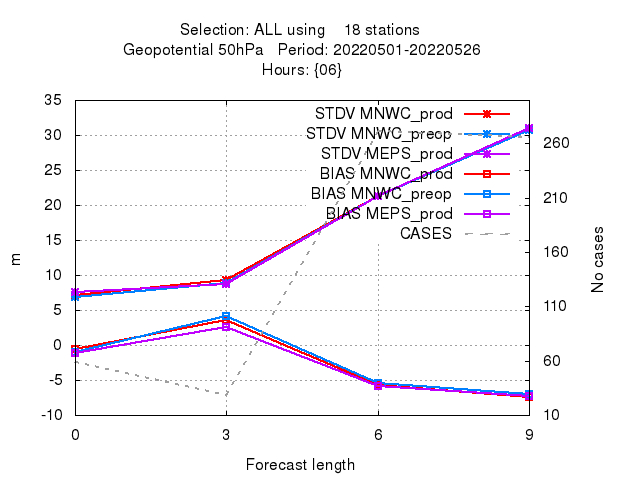 Selection: ALL using 18 stations
Geopotential 50hPa Period: 20220501-20220526
Hours: {06}
35
30
25
20
15
10
5
0
-5
-10
m
STDV MNWC_prod
STDV MNWC_preop
STDV MEPS_prod
BIAS MNWC_prod
BIAS MNWC_preop
BIAS MEPS_prod
CASES
260
210
160
110
60
10
No cases
0 3 6 9
Forecast length